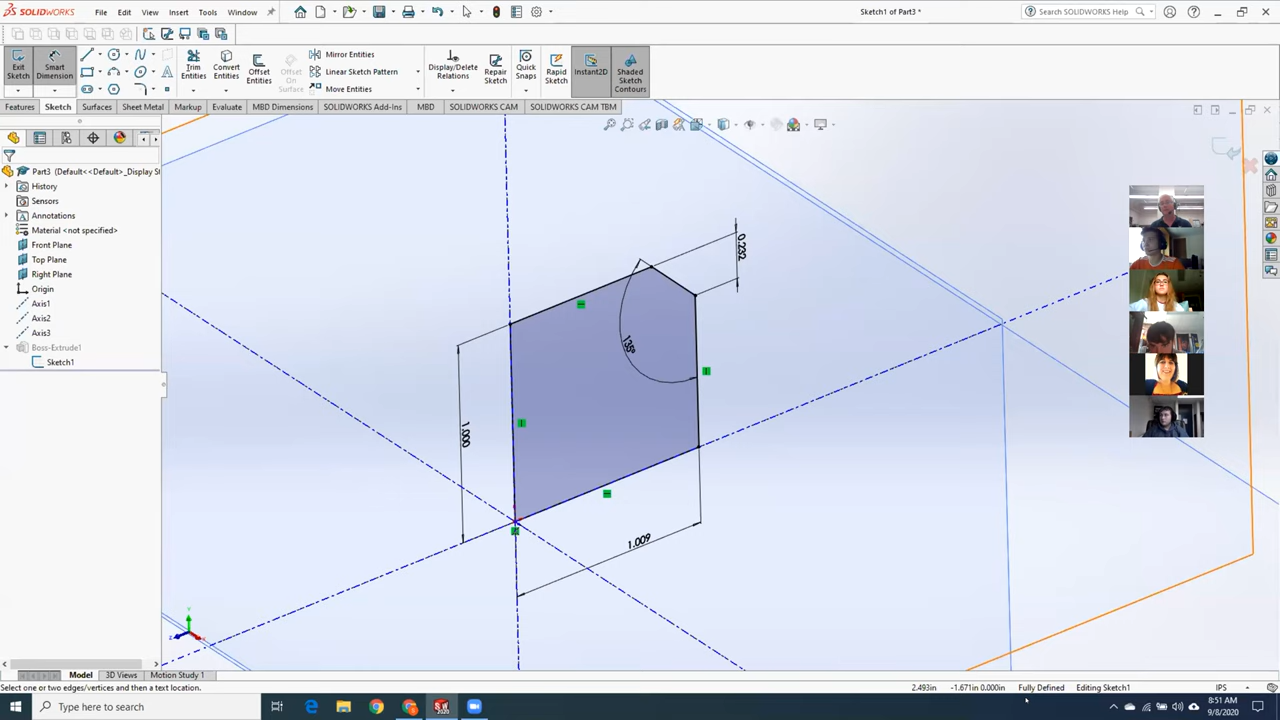 SOLIDWORKS File Edit View Insert Tools Window Sketch1 of Part3 * Search SOLIDWORKS Help
Exit Sketch Smart Dimension Trim Entities Convert Entities Offset Entities Offset On Surface Mirror Entities Linear Sketch Pattern Move Entities Display/Delete Relations Repair Sketch Quick Snaps Rapid Sketch Instant2D Shaded Sketch Contours
Features Sketch Surfaces Sheet Metal Markup Evaluate MBD Dimensions SOLIDWORKS Add-Ins MBD SOLIDWORKS CAM SOLIDWORKS CAM TBM
Part3 (Default<<Default>_Display St
History
Sensors
Annotations
Material <not specified>
Front Plane
Top Plane
Right Plane
Origin
Axis1
Axis2
Axis3
Boss-Extrude1
Sketch1
0.232
135°
1.000
1.009
Y
Z
Model 3D Views Motion Study 1
Select one or two edges/vertices and then a text location. 2.493in -1.671in 0.000in Fully Defined Editing Sketch1 IPS
Type here to search
8:51 AM
9/8/2020